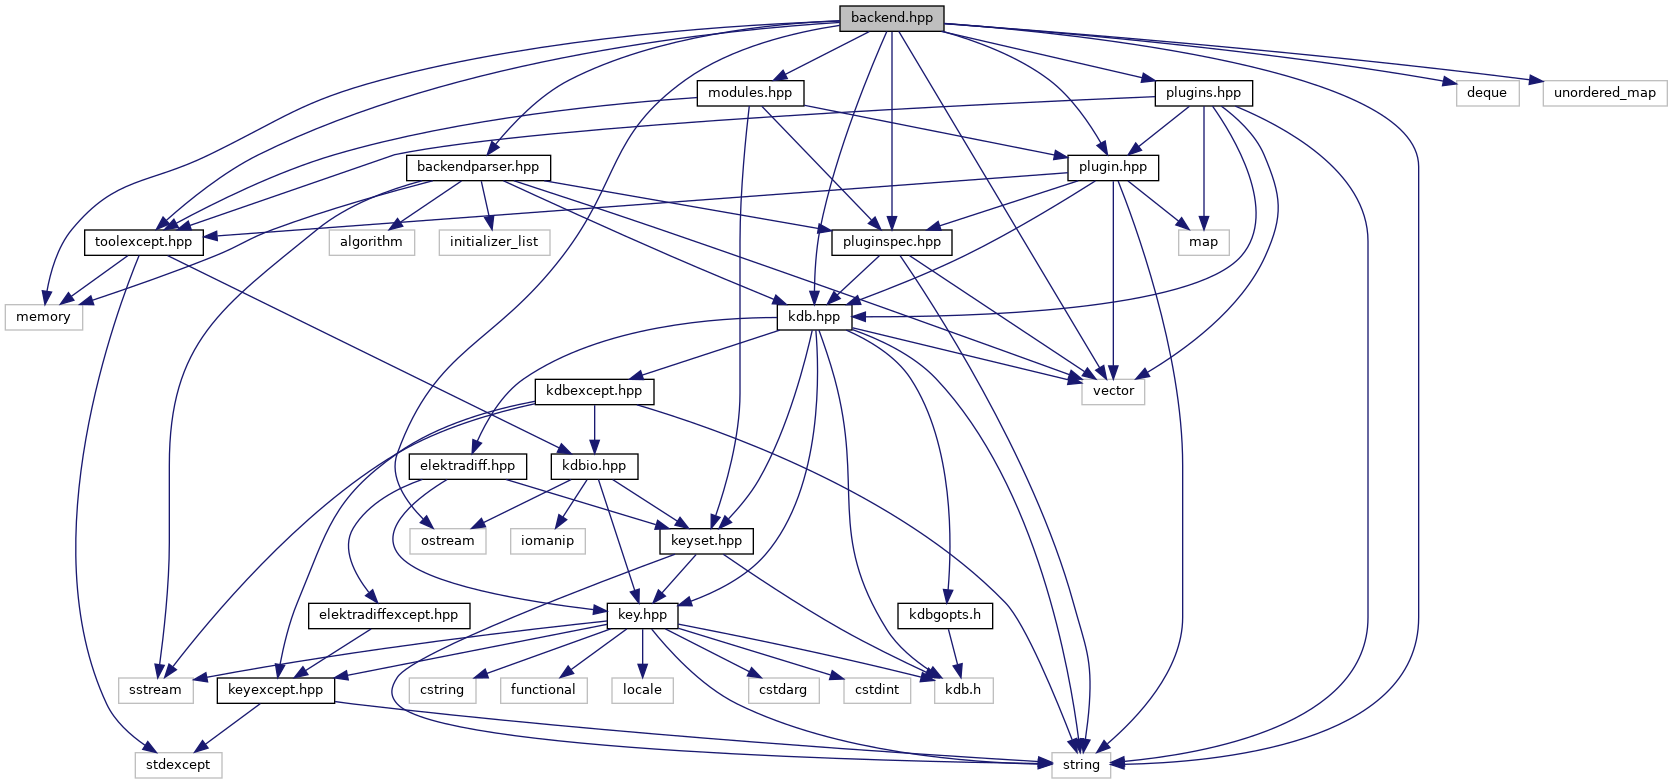 backend.hpp
modules.hpp
plugins.hpp
deque
unordered_map
backendparser.hpp
plugin.hpp
toolexcept.hpp
algorithm
initializer_list
pluginspec.hpp
map
memory
kdb.hpp
kdbexcept.hpp
vector
elektradiff.hpp
kdbio.hpp
ostream
iomanip
keyset.hpp
elektradiffexcept.hpp
key.hpp
kdbgopts.h
sstream
keyexcept.hpp
cstring
functional
locale
cstdarg
cstdint
kdb.h
stdexcept
string